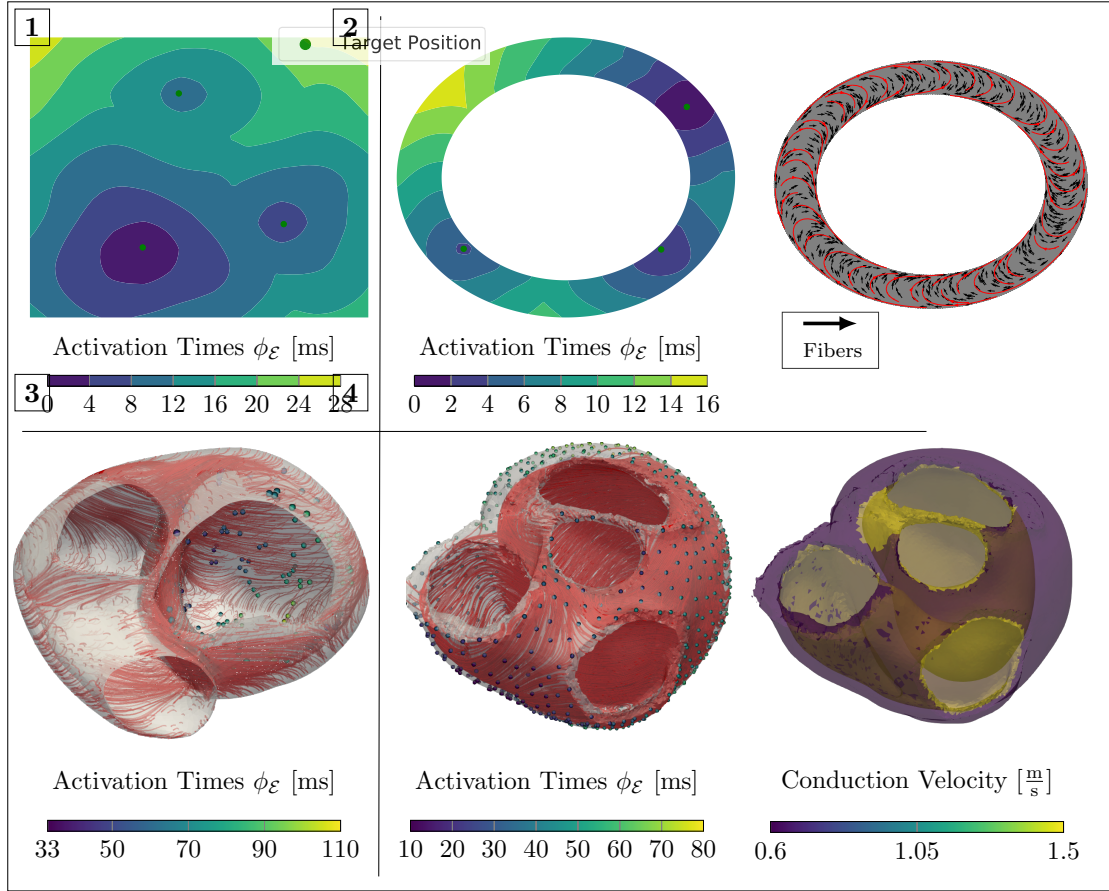 1
2
Target Position
Activation Times ϕ_ℰ [ms]
0 4 8 12 16 20 24 28
Activation Times ϕ_ℰ [ms]
0 2 4 6 8 10 12 14 16
Fibers
3
4
Activation Times ϕ_ℰ [ms]
33 50 70 90 110
Activation Times ϕ_ℰ [ms]
10 20 30 40 50 60 70 80
Conduction Velocity [m/s]
0.6 1.05 1.5